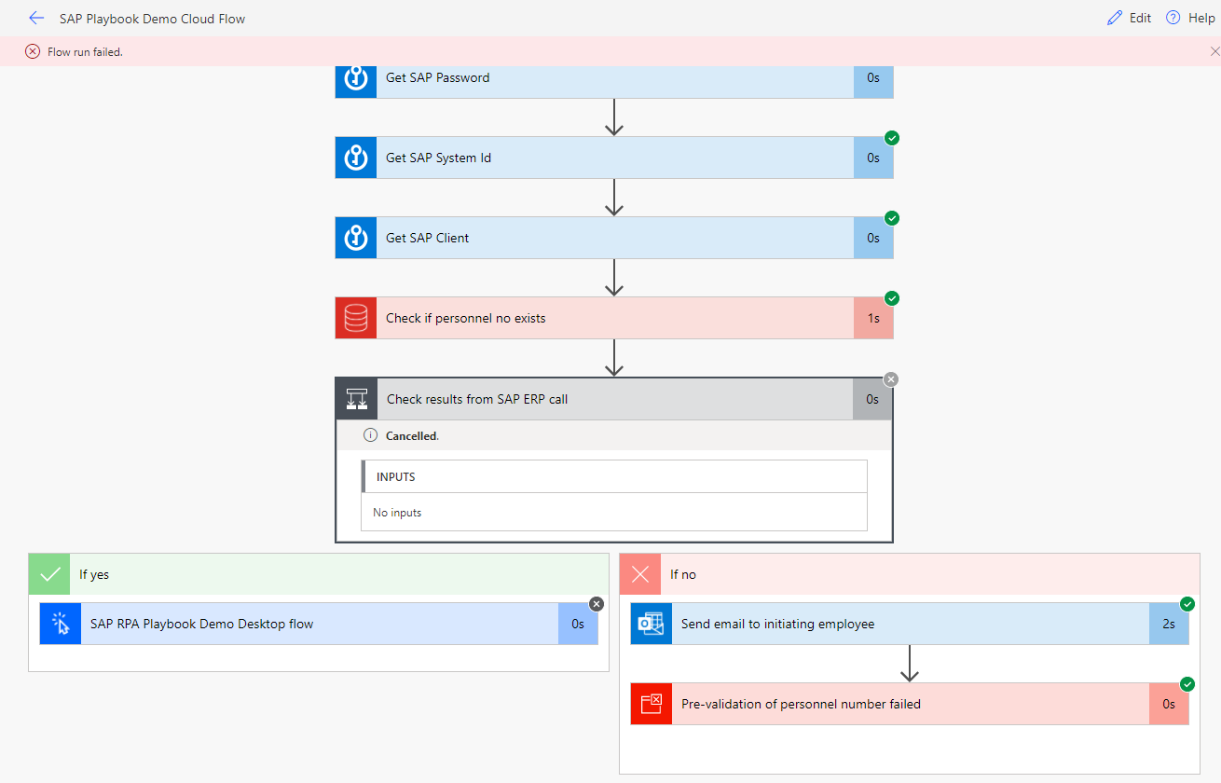 SAP Playbook Demo Cloud Flow
Edit
Help
Flow run failed.
Get SAP Password
0s
Get SAP System Id
0s
Get SAP Client
0s
Check if personnel no exists
1s
Check results from SAP ERP call
0s
Cancelled.
INPUTS
No inputs
If yes
SAP RPA Playbook Demo Desktop flow
0s
If no
Send email to initiating employee
2s
Pre-validation of personnel number failed
0s